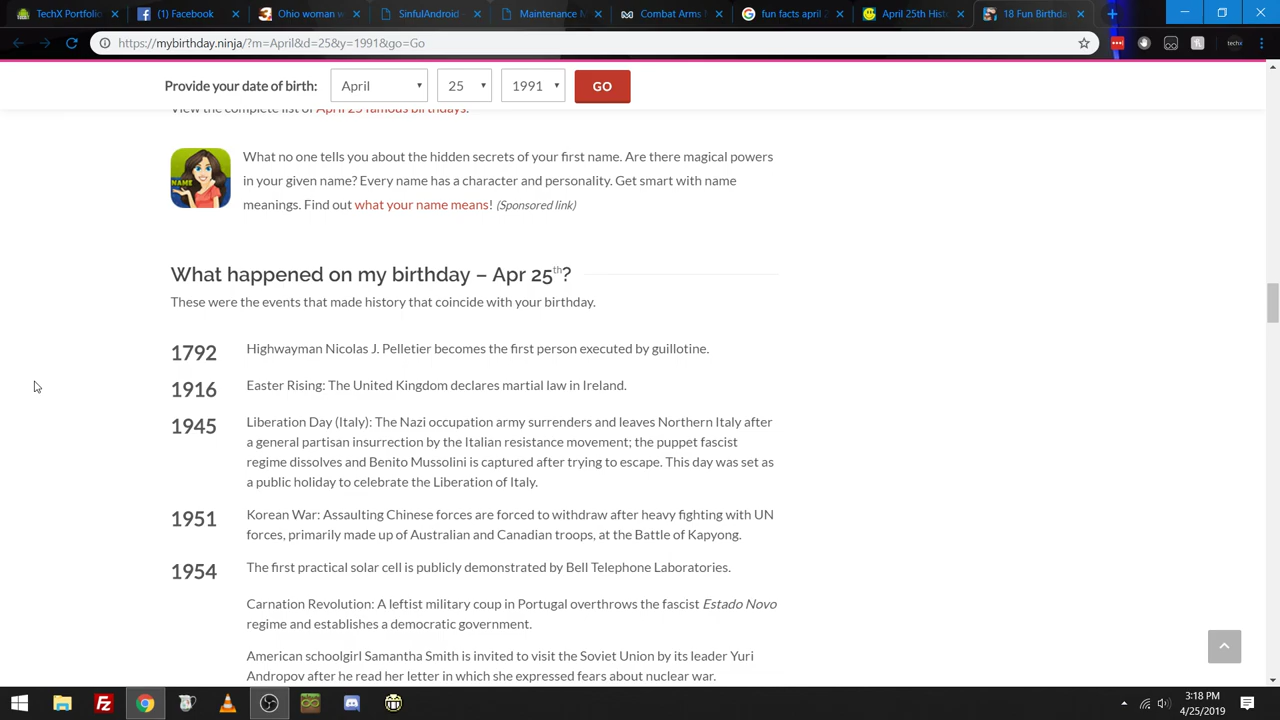 TechX Portfolio
Facebook
Ohio woman w
SinfulAndroid -
Maintenance M
Combat Arms M
fun facts april 2
April 25th Hist
18 Fun Birthda
https://mybirthday.ninja/?m=April&d=25&y=1991&go=Go
Provide your date of birth: April 25 1991 GO
View the complete list of April 25 famous birthdays.
What no one tells you about the hidden secrets of your first name. Are there magical powers
in your given name? Every name has a character and personality. Get smart with name
meanings. Find out what your name means! (Sponsored link)
NAME
What happened on my birthday – Apr 25th?
These were the events that made history that coincide with your birthday.
1792 Highwayman Nicolas J. Pelletier becomes the first person executed by guillotine.
1916 Easter Rising: The United Kingdom declares martial law in Ireland.
1945 Liberation Day (Italy): The Nazi occupation army surrenders and leaves Northern Italy after
a general partisan insurrection by the Italian resistance movement; the puppet fascist
regime dissolves and Benito Mussolini is captured after trying to escape. This day was set as
a public holiday to celebrate the Liberation of Italy.
1951 Korean War: Assaulting Chinese forces are forced to withdraw after heavy fighting with UN
forces, primarily made up of Australian and Canadian troops, at the Battle of Kapyong.
1954 The first practical solar cell is publicly demonstrated by Bell Telephone Laboratories.
Carnation Revolution: A leftist military coup in Portugal overthrows the fascist Estado Novo
regime and establishes a democratic government.
American schoolgirl Samantha Smith is invited to visit the Soviet Union by its leader Yuri
Andropov after he read her letter in which she expressed fears about nuclear war.
3:18 PM
4/25/2019